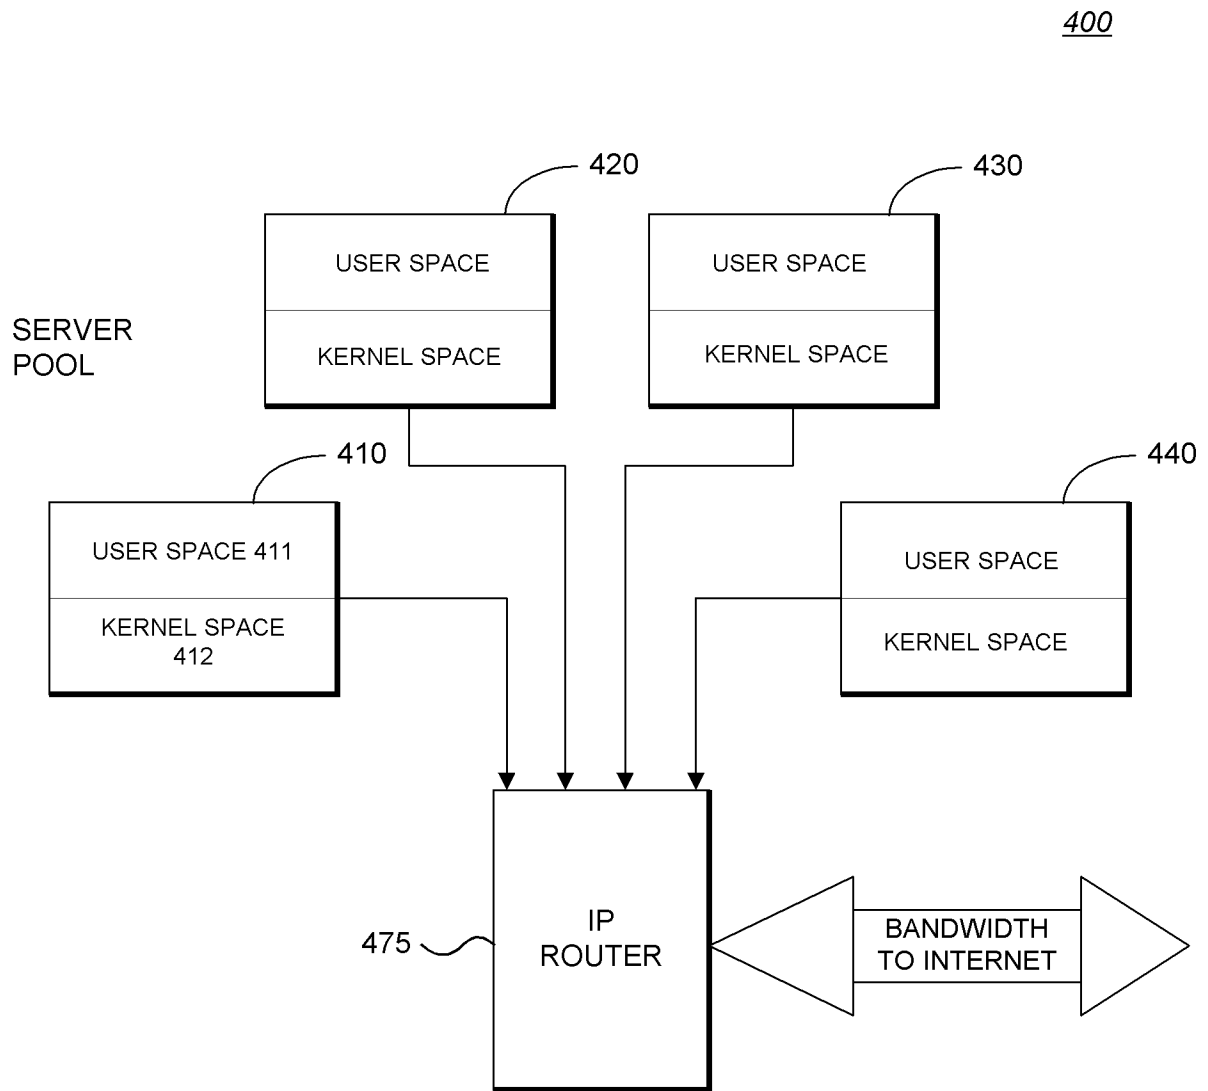 400
420
430
USER SPACE
USER SPACE
SERVER
POOL
KERNEL SPACE
KERNEL SPACE
410
440
USER SPACE 411
USER SPACE
KERNEL SPACE
412
KERNEL SPACE
IP
ROUTER
475
BANDWIDTH
TO INTERNET